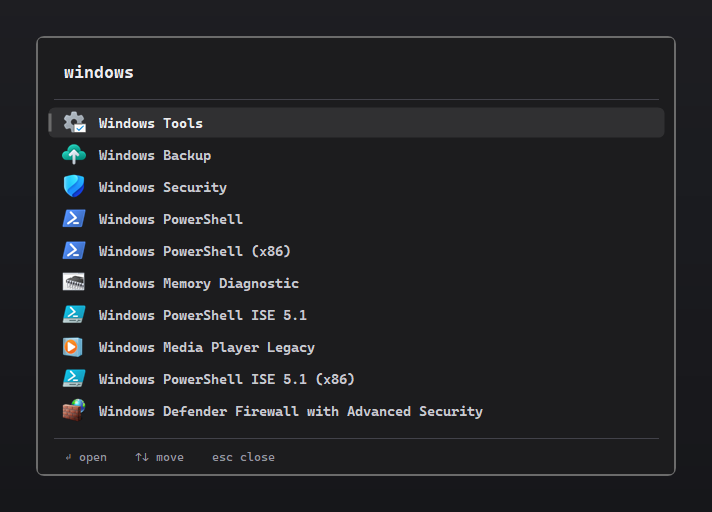 windows
Windows Tools
Windows Backup
Windows Security
Windows PowerShell
Windows PowerShell (x86)
Windows Memory Diagnostic
Windows PowerShell ISE 5.1
Windows Media Player Legacy
Windows PowerShell ISE 5.1 (x86)
Windows Defender Firewall with Advanced Security
↲ open ↑↓ move esc close